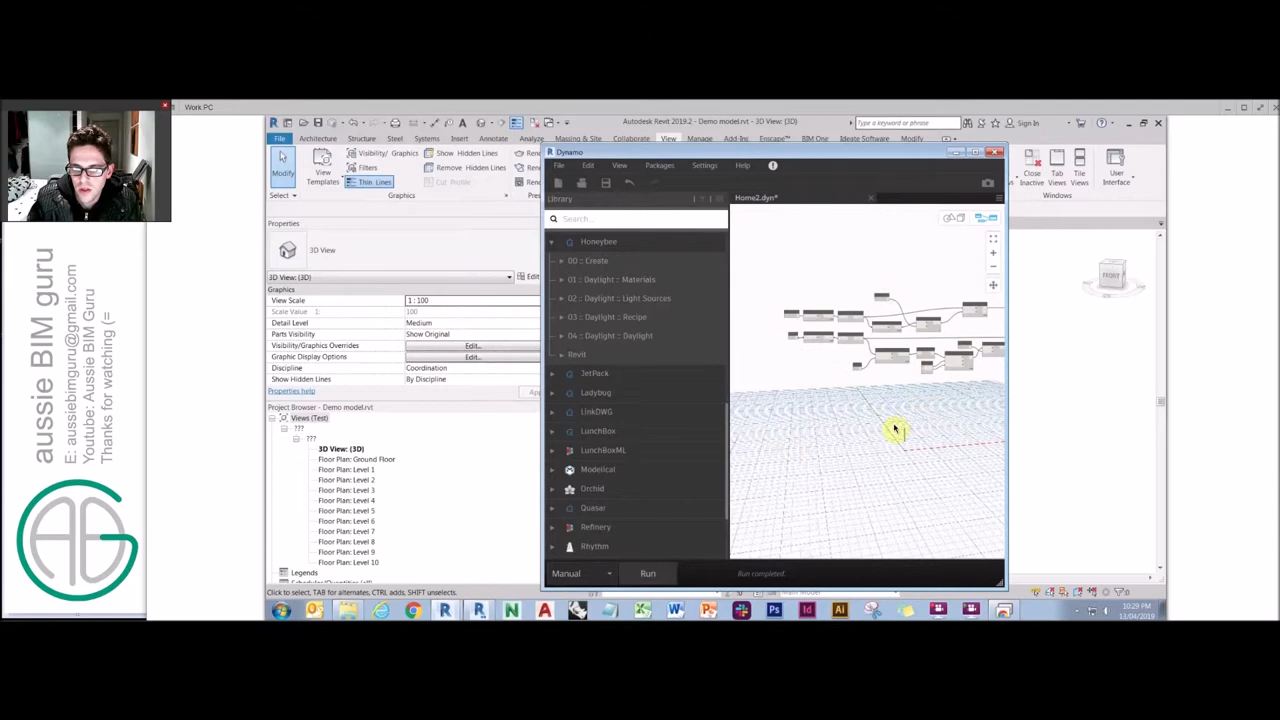 Work PC
Autodesk Revit 2019.2 - Demo model.rvt - 3D View: {3D}
Type a keyword or phrase
Sign In
File
Architecture
Structure
Steel
Systems
Insert
Annotate
Analyze
Massing & Site
Collaborate
View
Manage
Add-Ins
Enscape™
BIM One
Ideate Software
Modify
Modify
View
Templates
Visibility/ Graphics
Filters
Thin Lines
Show Hidden Lines
Remove Hidden Lines
Cut Profile
Select
Graphics
Close
Inactive
Tab
Views
Tile
Views
User
Interface
Windows
Properties
3D View
3D View: {3D}
Edit
Graphics
View Scale
1 : 100
Scale Value 1:
100
Detail Level
Medium
Parts Visibility
Show Original
Visibility/Graphics Overrides
Edit...
Graphic Display Options
Edit...
Discipline
Coordination
Show Hidden Lines
By Discipline
Properties help
Project Browser - Demo model.rvt
Views (Test)
???
???
3D View: {3D}
Floor Plan: Ground Floor
Floor Plan: Level 1
Floor Plan: Level 2
Floor Plan: Level 3
Floor Plan: Level 4
Floor Plan: Level 5
Floor Plan: Level 6
Floor Plan: Level 7
Floor Plan: Level 8
Floor Plan: Level 9
Floor Plan: Level 10
Legends
Click to select, TAB for alternates, CTRL adds, SHIFT unselects.
Dynamo
File
Edit
View
Packages
Settings
Help
Library
Home2.dyn*
Search...
Honeybee
00 :: Create
01 :: Daylight :: Materials
02 :: Daylight :: Light Sources
03 :: Daylight :: Recipe
04 :: Daylight :: Daylight
Revit
JetPack
Ladybug
LinkDWG
LunchBox
LunchBoxML
Modelical
Orchid
Quasar
Refinery
Rhythm
Manual
Run
Run completed.
FRONT
10:29 PM
13/04/2019
aussie BIM guru
E: aussiebimguru@gmail.com
Youtube: Aussie BIM Guru
Thanks for watching (=